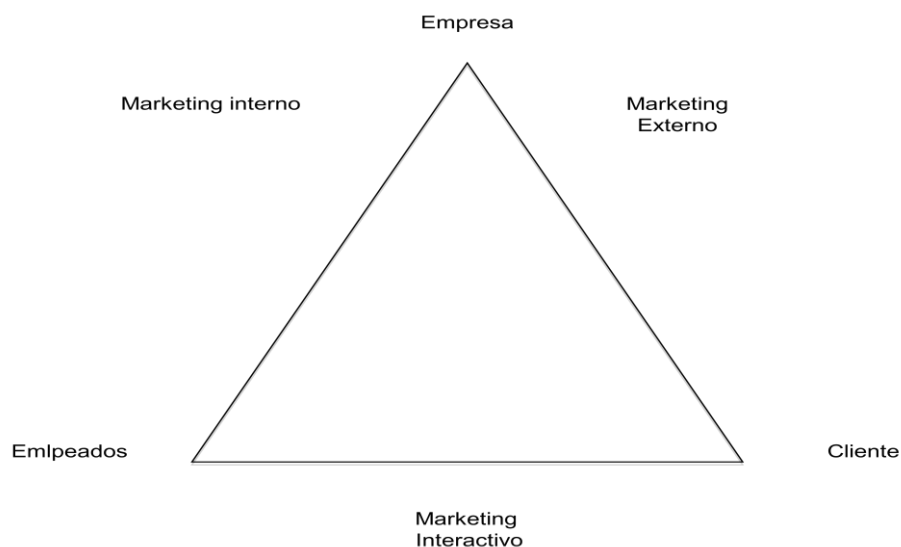 Empresa
Marketing interno
Marketing
Externo
Emlpeados
Cliente
Marketing
Interactivo